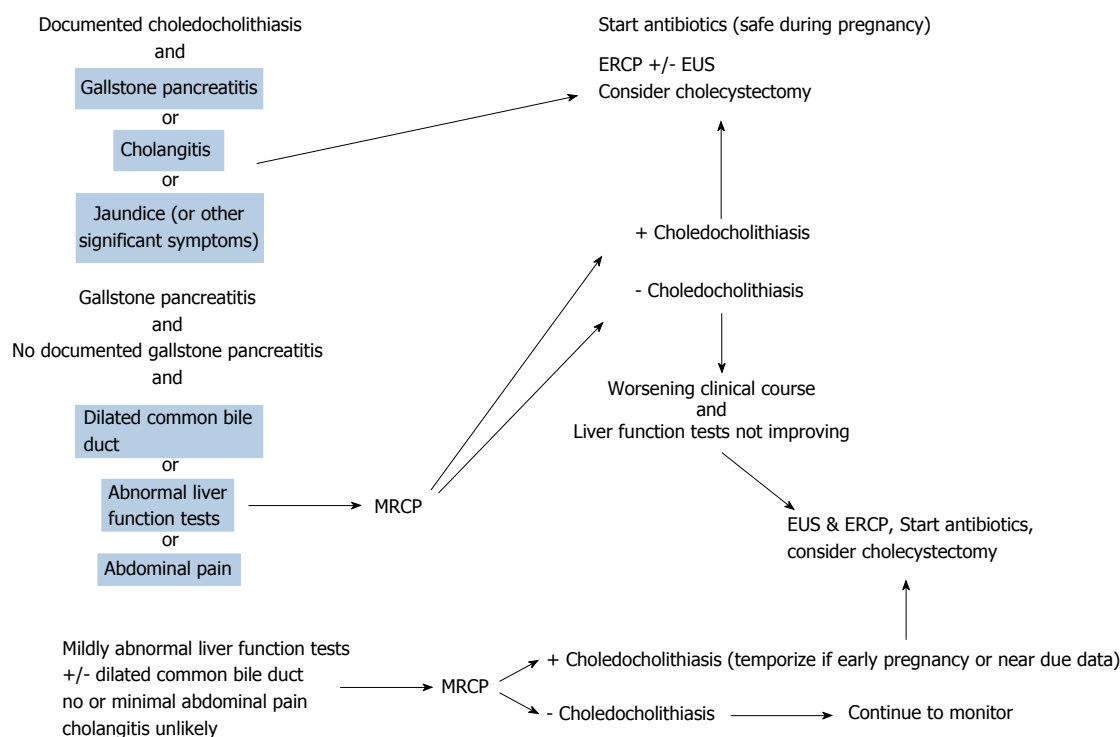 Documented choledocholithiasis
and
Gallstone pancreatitis
or
Cholangitis
or
Jaundice (or other
significant symptoms)
Start antibiotics (safe during pregnancy)
ERCP +/- EUS
Consider cholecystectomy
+ Choledocholithiasis
- Choledocholithiasis
Worsening clinical course
and
Liver function tests not improving
Gallstone pancreatitis
and
No documented gallstone pancreatitis
and
Dilated common bile
duct
or
Abnormal liver
function tests
or
Abdominal pain
MRCP
EUS & ERCP, Start antibiotics,
consider cholecystectomy
Mildly abnormal liver function tests
+/- dilated common bile duct
no or minimal abdominal pain
cholangitis unlikely
MRCP
+ Choledocholithiasis (temporize if early pregnancy or near due data)
- Choledocholithiasis
Continue to monitor